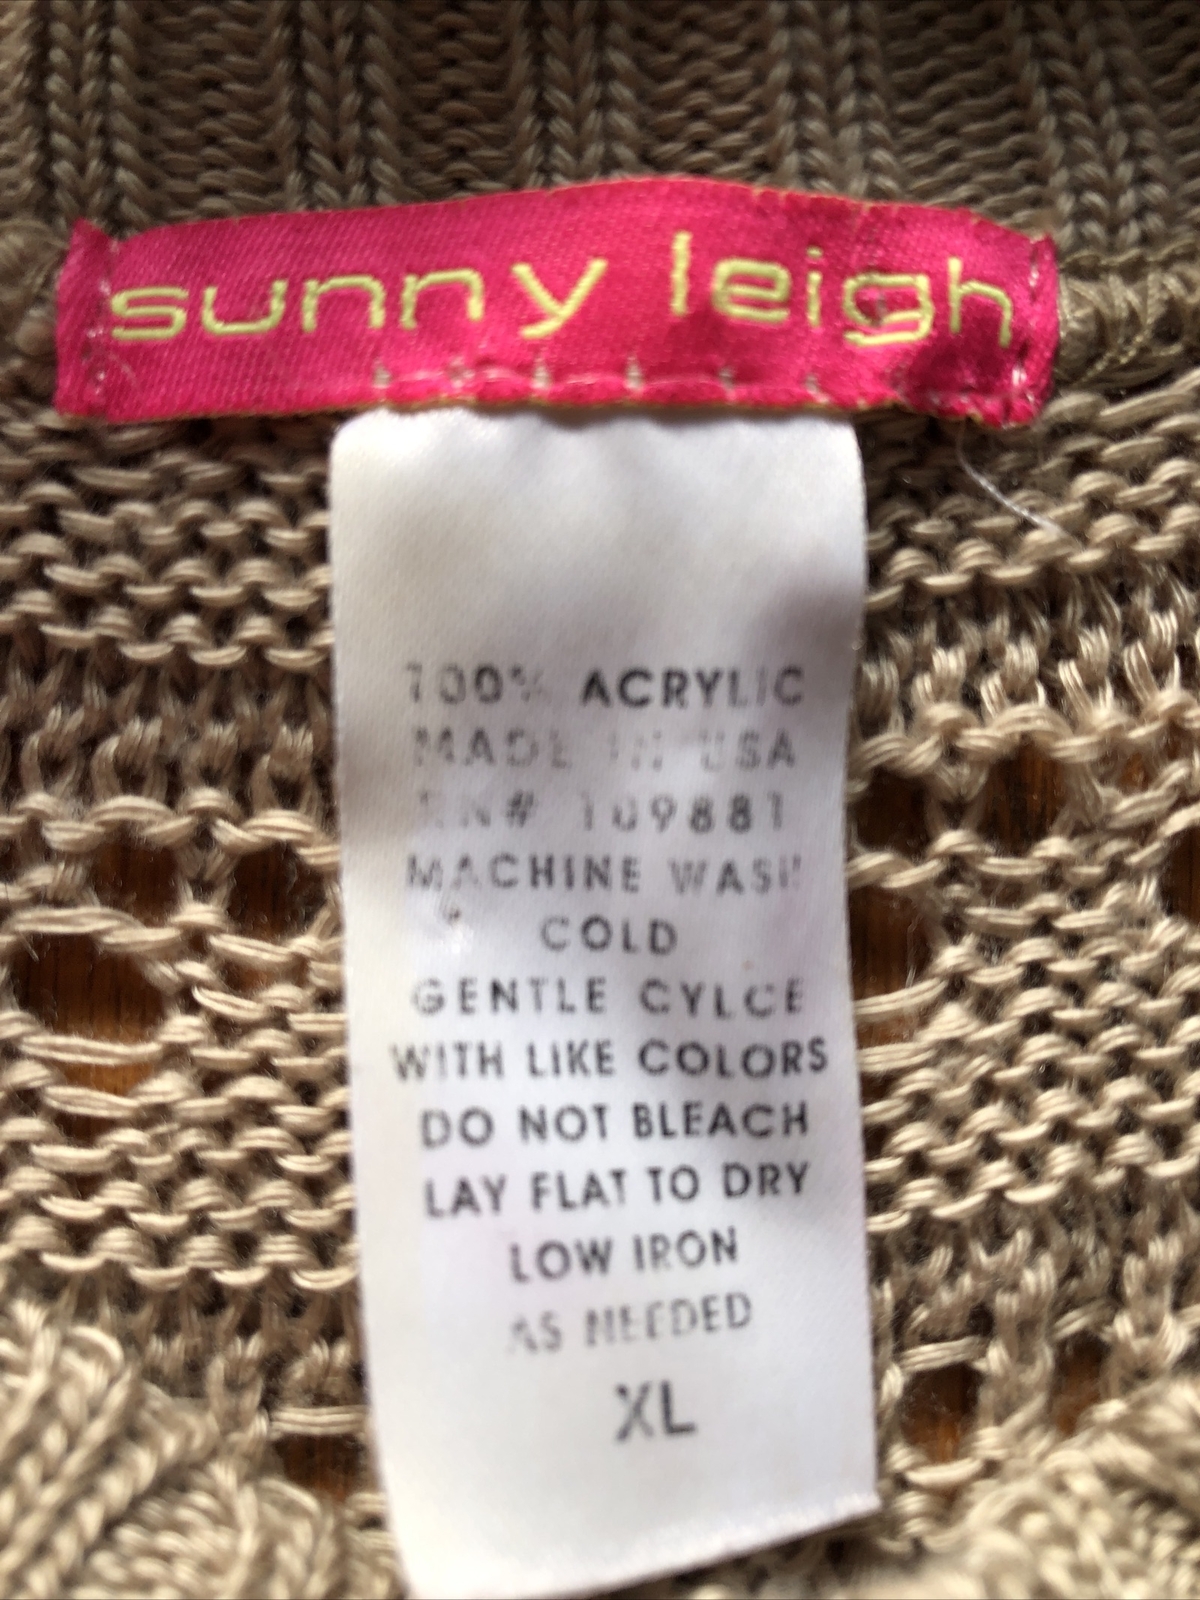 sunny leigh
100% ACRYLIC
MADE IN USA
RN# 109881
MACHINE WASH
COLD
GENTLE CYLCE
WITH LIKE COLORS
DO NOT BLEACH
LAY FLAT TO DRY
LOW IRON
AS NEEDED
XL